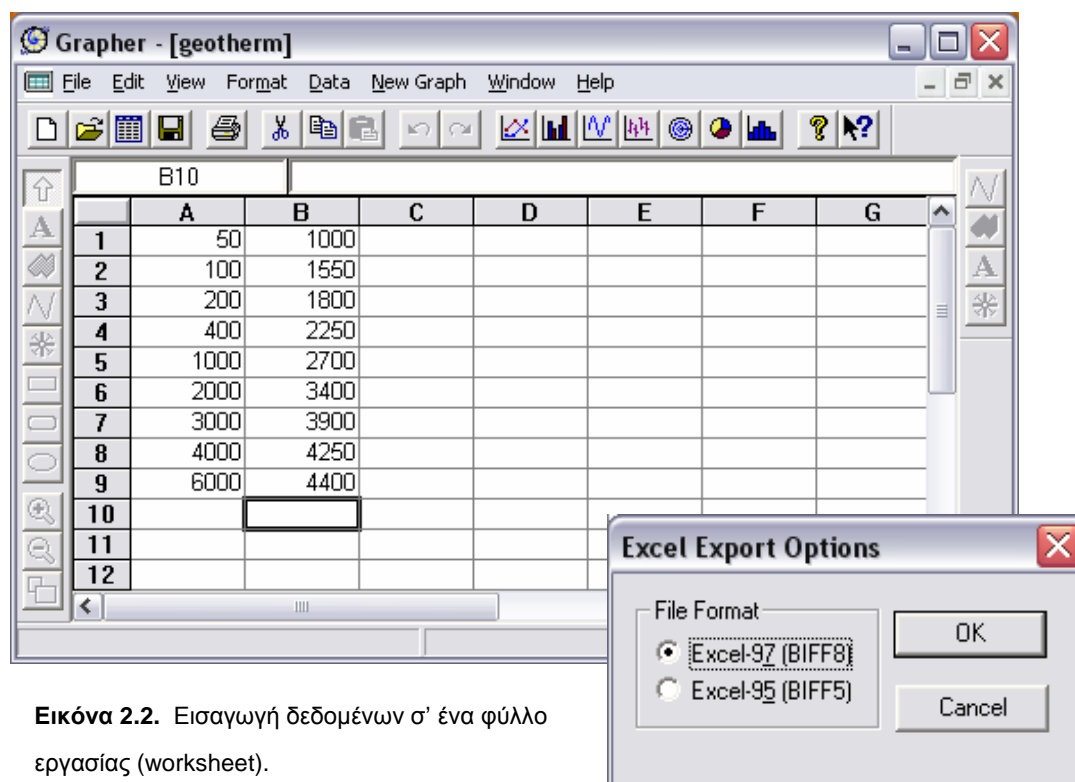 Grapher - [geotherm]
File Edit View Format Data New Graph Window Help
B10
A B C D E F G
1 50 1000
2 100 1550
3 200 1800
4 400 2250
5 1000 2700
6 2000 3400
7 3000 3900
8 4000 4250
9 6000 4400
10
11
12
Excel Export Options
File Format
Excel-97 (BIFF8)
Excel-95 (BIFF5)
OK
Cancel
Εικόνα 2.2. Εισαγωγή δεδομένων σ’ ένα φύλλο
εργασίας (worksheet).